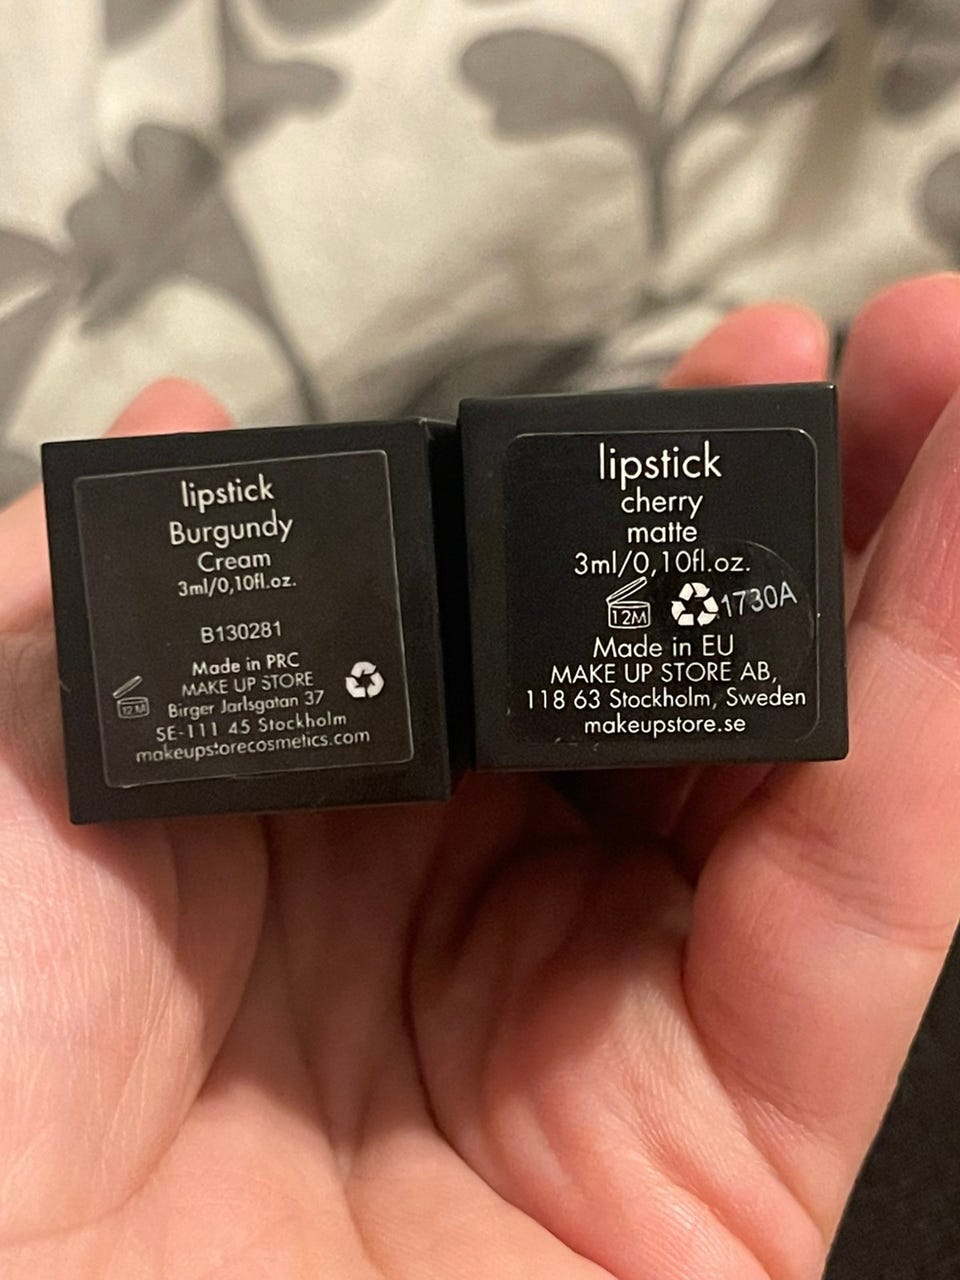 lipstick
Burgundy
Cream
3ml/0,10fl.oz.
B130281
Made in PRC
MAKE UP STORE
Birger Jarlsgatan 37
SE-111 45 Stockholm
makeupstorecosmetics.com
12M
lipstick
cherry
matte
3ml/0,10fl.oz.
12M 1730A
Made in EU
MAKE UP STORE AB,
118 63 Stockholm, Sweden
makeupstore.se